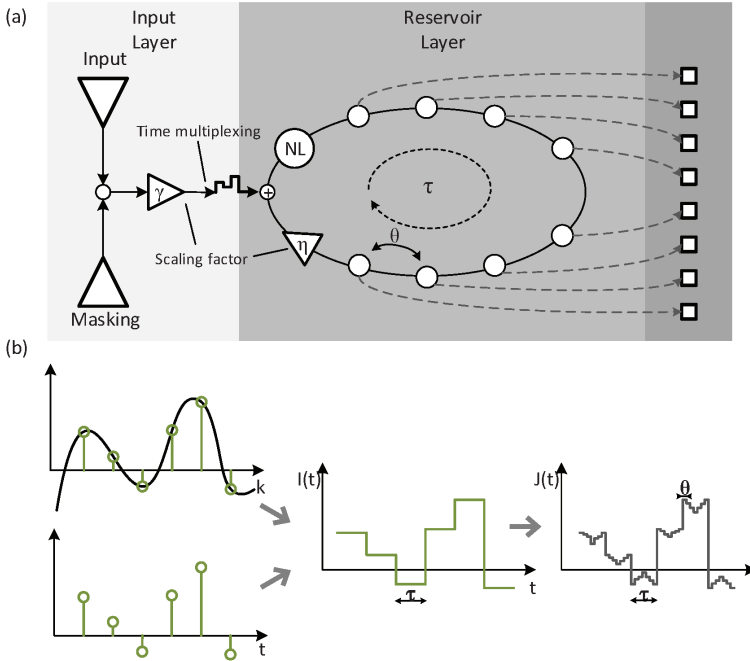 (a)
Input
Layer
Reservoir
Layer
Input
Time multiplexing
NL
γ
+
τ
Scaling factor
η
θ
Masking
(b)
k
I(t)
J(t)
θ
τ
t
τ
t